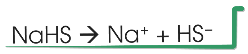 NaHS → Na⁺ + HS⁻